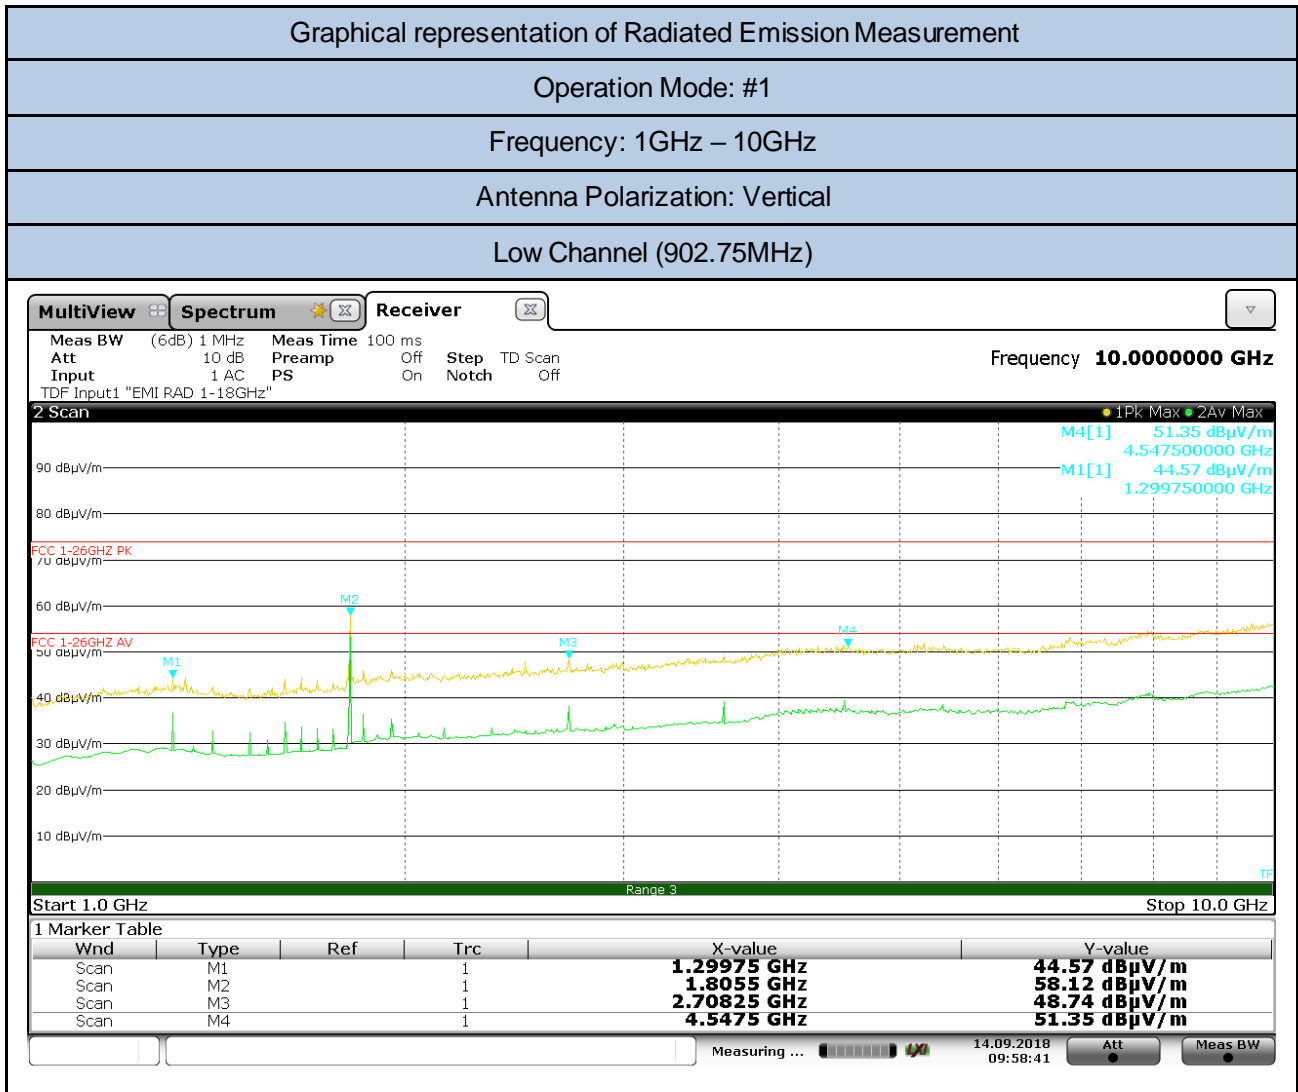 Graphical representation of Radiated Emission Measurement
Operation Mode: #1
Frequency: 1GHz – 10GHz
Antenna Polarization: Vertical
Low Channel (902.75MHz)
MultiView Spectrum Receiver
Meas BW (6dB) 1 MHz Meas Time 100 ms
Att 10 dB Preamp Off Step TD Scan
Input 1 AC PS On Notch Off
Frequency 10.0000000 GHz
TDF Input1 "EMI RAD 1-18GHz"
2 Scan 1Pk Max 2Av Max
M4[1] 51.35 dBµV/m
4.547500000 GHz
90 dBµV/m M1[1] 44.57 dBµV/m
1.299750000 GHz
80 dBµV/m
FCC 1-26GHZ PK
70 dBµV/m
60 dBµV/m
M2
FCC 1-26GHZ AV
M3
M4
50 dBµV/m
M1
40 dBµV/m
30 dBµV/m
20 dBµV/m
10 dBµV/m
TF
Range 3
Start 1.0 GHz Stop 10.0 GHz
1 Marker Table
Wnd Type Ref Trc X-value Y-value
Scan M1 1 1.29975 GHz 44.57 dBµV/m
Scan M2 1 1.8055 GHz 58.12 dBµV/m
Scan M3 1 2.70825 GHz 48.74 dBµV/m
Scan M4 1 4.5475 GHz 51.35 dBµV/m
Measuring ... LXI 14.09.2018 Att Meas BW
09:58:41